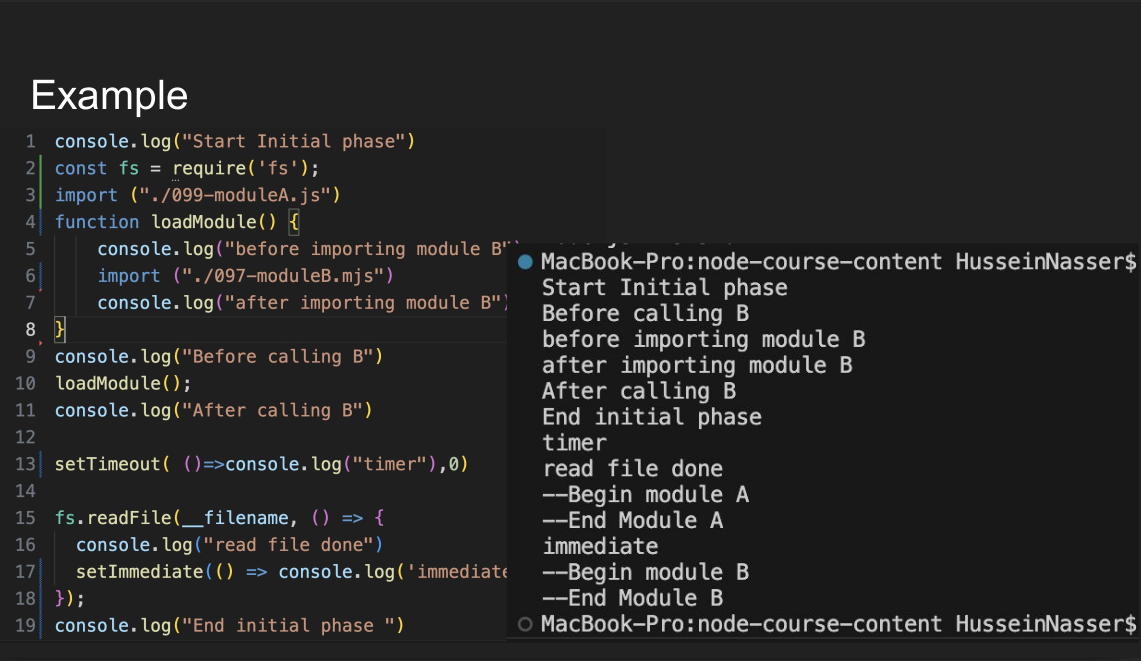 Example
1 console.log("Start Initial phase")
2 const fs = require('fs');
3 import ("./099-moduleA.js")
4 function loadModule() {
5 console.log("before importing module B")
6 import ("./097-moduleB.mjs")
7 console.log("after importing module B")
8 }
9 console.log("Before calling B")
10 loadModule();
11 console.log("After calling B")
12
13 setTimeout( ()=>console.log("timer"),0)
14
15 fs.readFile(__filename, () => {
16 console.log("read file done")
17 setImmediate(() => console.log('immediate
18 });
19 console.log("End initial phase ")
MacBook-Pro:node-course-content HusseinNasser$
Start Initial phase
Before calling B
before importing module B
after importing module B
After calling B
End initial phase
timer
read file done
--Begin module A
--End Module A
immediate
--Begin module B
--End Module B
MacBook-Pro:node-course-content HusseinNasser$